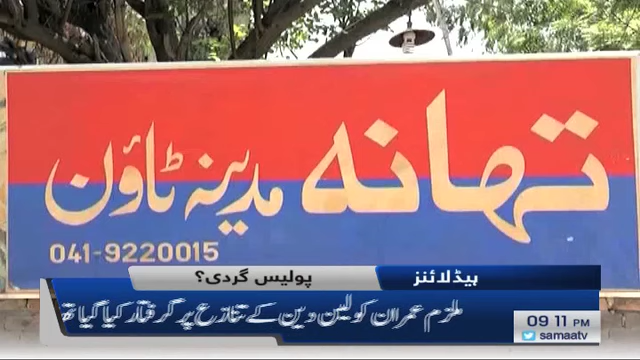 تھانہ مدینہ ٹاؤن
041-9220015
ہیڈلائنز
پولیس گردی؟
ملزم عمران کو لین دین کے تنازع پر گرفتار کیا گیا
09 11 PM
samaatv